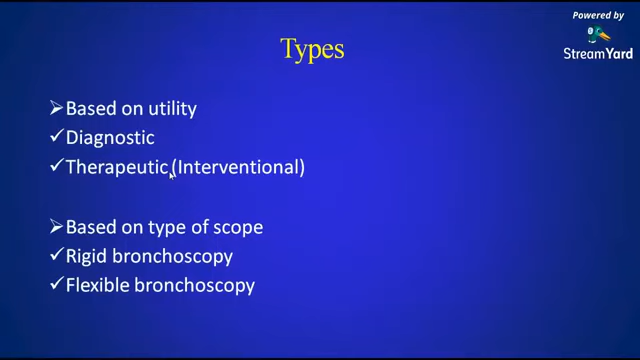 Powered by
StreamYard
Types
➢Based on utility
✓Diagnostic
✓Therapeutic (Interventional)
➢Based on type of scope
✓Rigid bronchoscopy
✓Flexible bronchoscopy